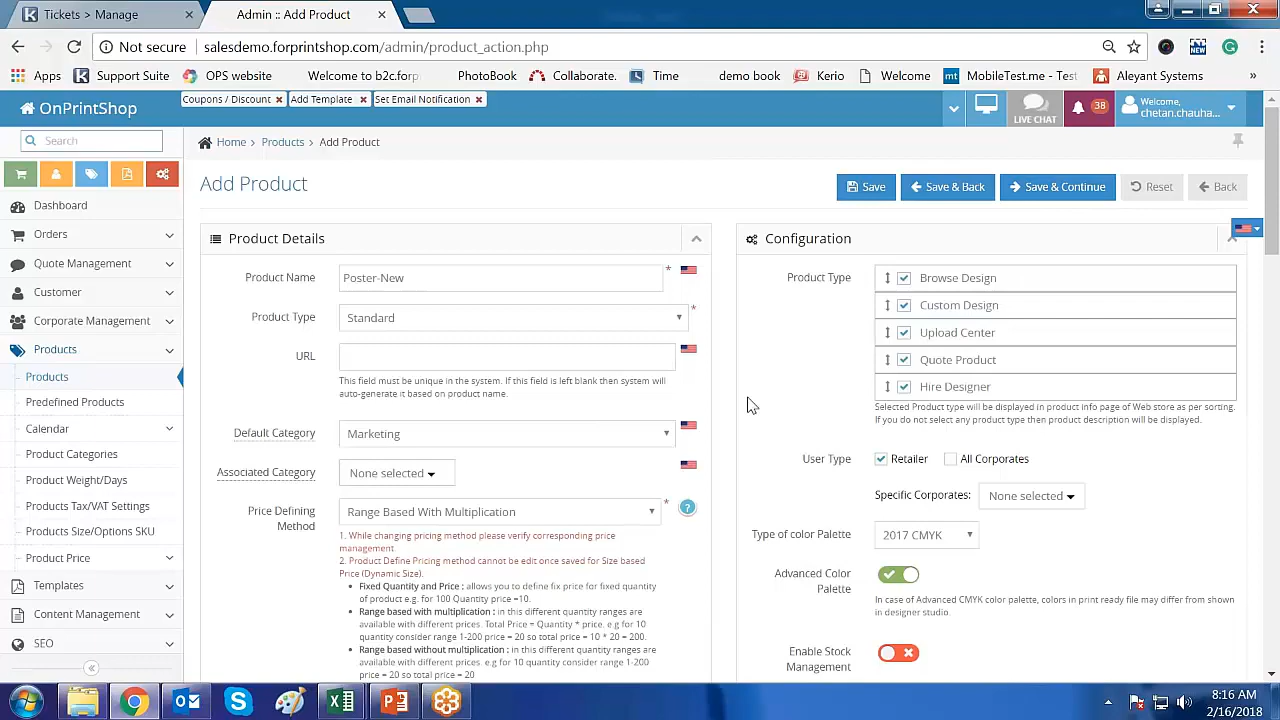 Tickets > Manage
Admin :: Add Product
Not secure
salesdemo.forprintshop.com/admin/product_action.php
Apps
Support Suite
OPS website
Welcome to b2c.forp
PhotoBook
Collaborate.
Time
demo book
Kerio
Welcome
MobileTest.me - Test
Aleyant Systems
»
OnPrintShop
Coupons / Discount
Add Template
Set Email Notification
LIVE CHAT
38
Welcome,
chetan.chauha...
Search
Home
Products
Add Product
Dashboard
Orders
Quote Management
Customer
Corporate Management
Products
Products
Predefined Products
Calendar
Product Categories
Product Weight/Days
Products Tax/VAT Settings
Products Size/Options SKU
Product Price
Templates
Content Management
SEO
Add Product
Save
Save & Back
Save & Continue
Reset
Back
Product Details
Product Name
Poster-New
*
Product Type
Standard
*
URL
This field must be unique in the system. If this field is left blank then system will
auto-generate it based on product name.
Default Category
Marketing
Associated Category
None selected
Price Defining
Method
Range Based With Multiplication
*
?
1. While changing pricing method please verify corresponding price
management
2. Product Define Pricing method cannot be edit once saved for Size based
Price (Dynamic Size).
• Fixed Quantity and Price : allows you to define fix price for fixed quantity
of product e.g. for 100 Quantity price =10.
• Range based with multiplication : in this different quantity ranges are
available with different prices. Total Price = Quantity * price. e.g for 10
quantity consider range 1-200 price = 20 so total price = 10 * 20 = 200.
• Range based without multiplication : in this different quantity ranges are
available with different prices. e.g for 10 quantity consider range 1-200
price = 20 so total price = 20
Configuration
Product Type
Browse Design
Custom Design
Upload Center
Quote Product
Hire Designer
Selected Product type will be displayed in product info page of Web store as per sorting.
If you do not select any product type then product description will be displayed.
User Type
Retailer
All Corporates
Specific Corporates:
None selected
Type of color Palette
2017 CMYK
Advanced Color
Palette
In case of Advanced CMYK color palette, colors in print ready file may differ from shown
in designer studio.
Enable Stock
Management
8:16 AM
2/16/2018